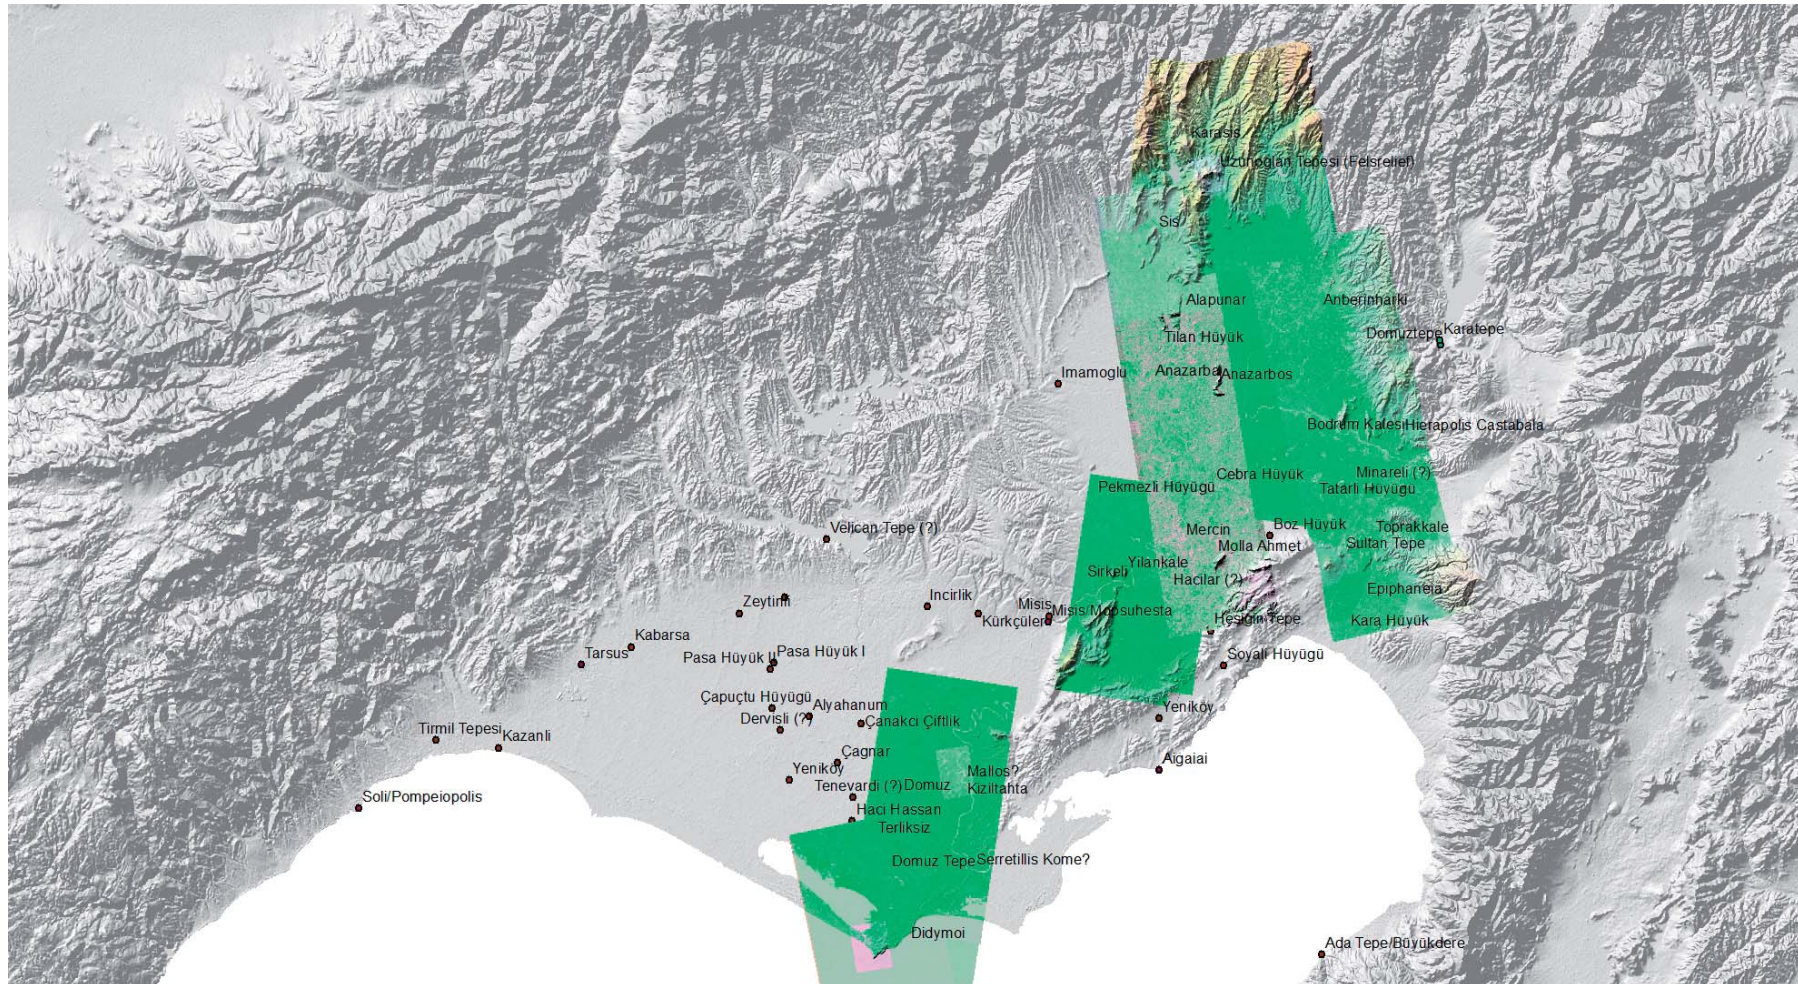 Karasis
Uzunoglan Tepesi (Felsrelief)
Sis
Alapunar
Anberinharki
Tilan Hüyük
Domuztepe
Karatepe
Imamoglu
Anazarba
Anazarbos
Bodrum Kalesi
Hierapolis Castabala
Pekmezli Hüyügü
Cebra Hüyük
Minareli (?)
Tatarli Hüyügü
Velican Tepe (?)
Mercin
Boz Hüyük
Toprakkale
Molla Ahmet
Sultan Tepe
Sirkeli
Yilankale
Hacilar (?)
Epiphaneia
Zeytinli
Incirlik
Kürkçüler
Misis
Misis/Mopsuhesta
Hesigin Tepe
Kara Hüyük
Tarsus
Kabarsa
Pasa Hüyük II
Pasa Hüyük I
Soyali Hüyügü
Çapuçtu Hüyügü
Alyahanum
Dervisli (?)
Çanakci Çiftlik
Yeniköy
Tirmil Tepesi
Kazanli
Çagnar
Yeniköy
Mallos?
Kiziltahta
Aigaiai
Soli/Pompeiopolis
Tenevardi (?)
Domuz
Haci Hassan
Terliksiz
Domuz Tepe
Serretillis Kome?
Didymoi
Ada Tepe/Büyükdere